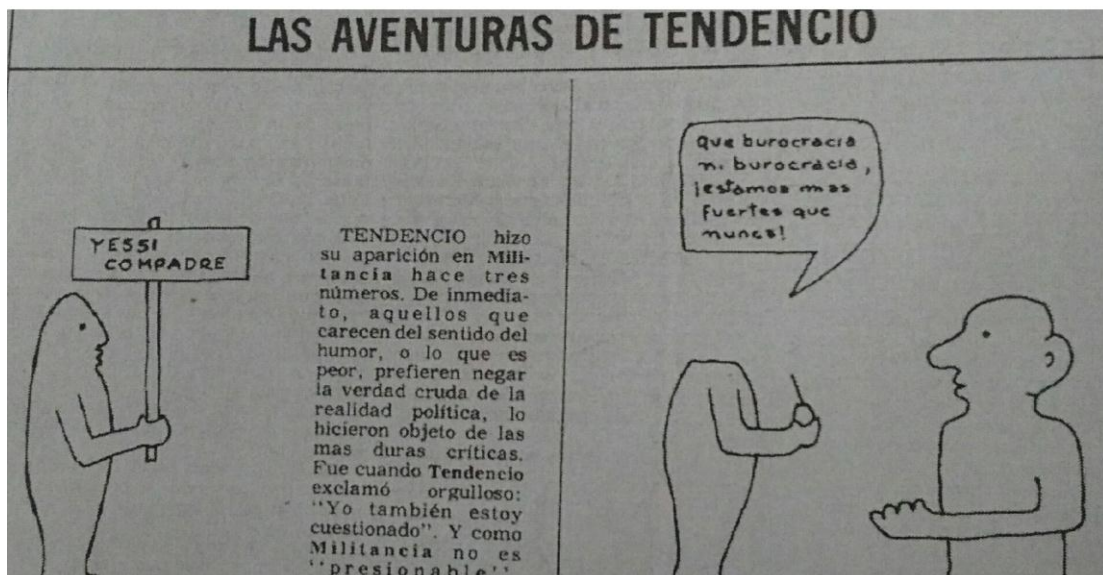 LAS AVENTURAS DE TENDENCIO
YESSI
COMPADRE
TENDENCIO hizo
su aparición en Mili-
tancia hace tres
números. De inmedia-
to, aquellos que
carecen del sentido del
humor, o lo que es
peor, prefieren negar
la verdad cruda de la
realidad política, lo
hicieron objeto de las
mas duras críticas.
Fue cuando Tendencio
exclamó orgulloso:
"Yo también estoy
cuestionado". Y como
Militancia no es
"presionable"
Que burocracia
ni burocracia,
¡estamos mas
fuertes que
nunca!